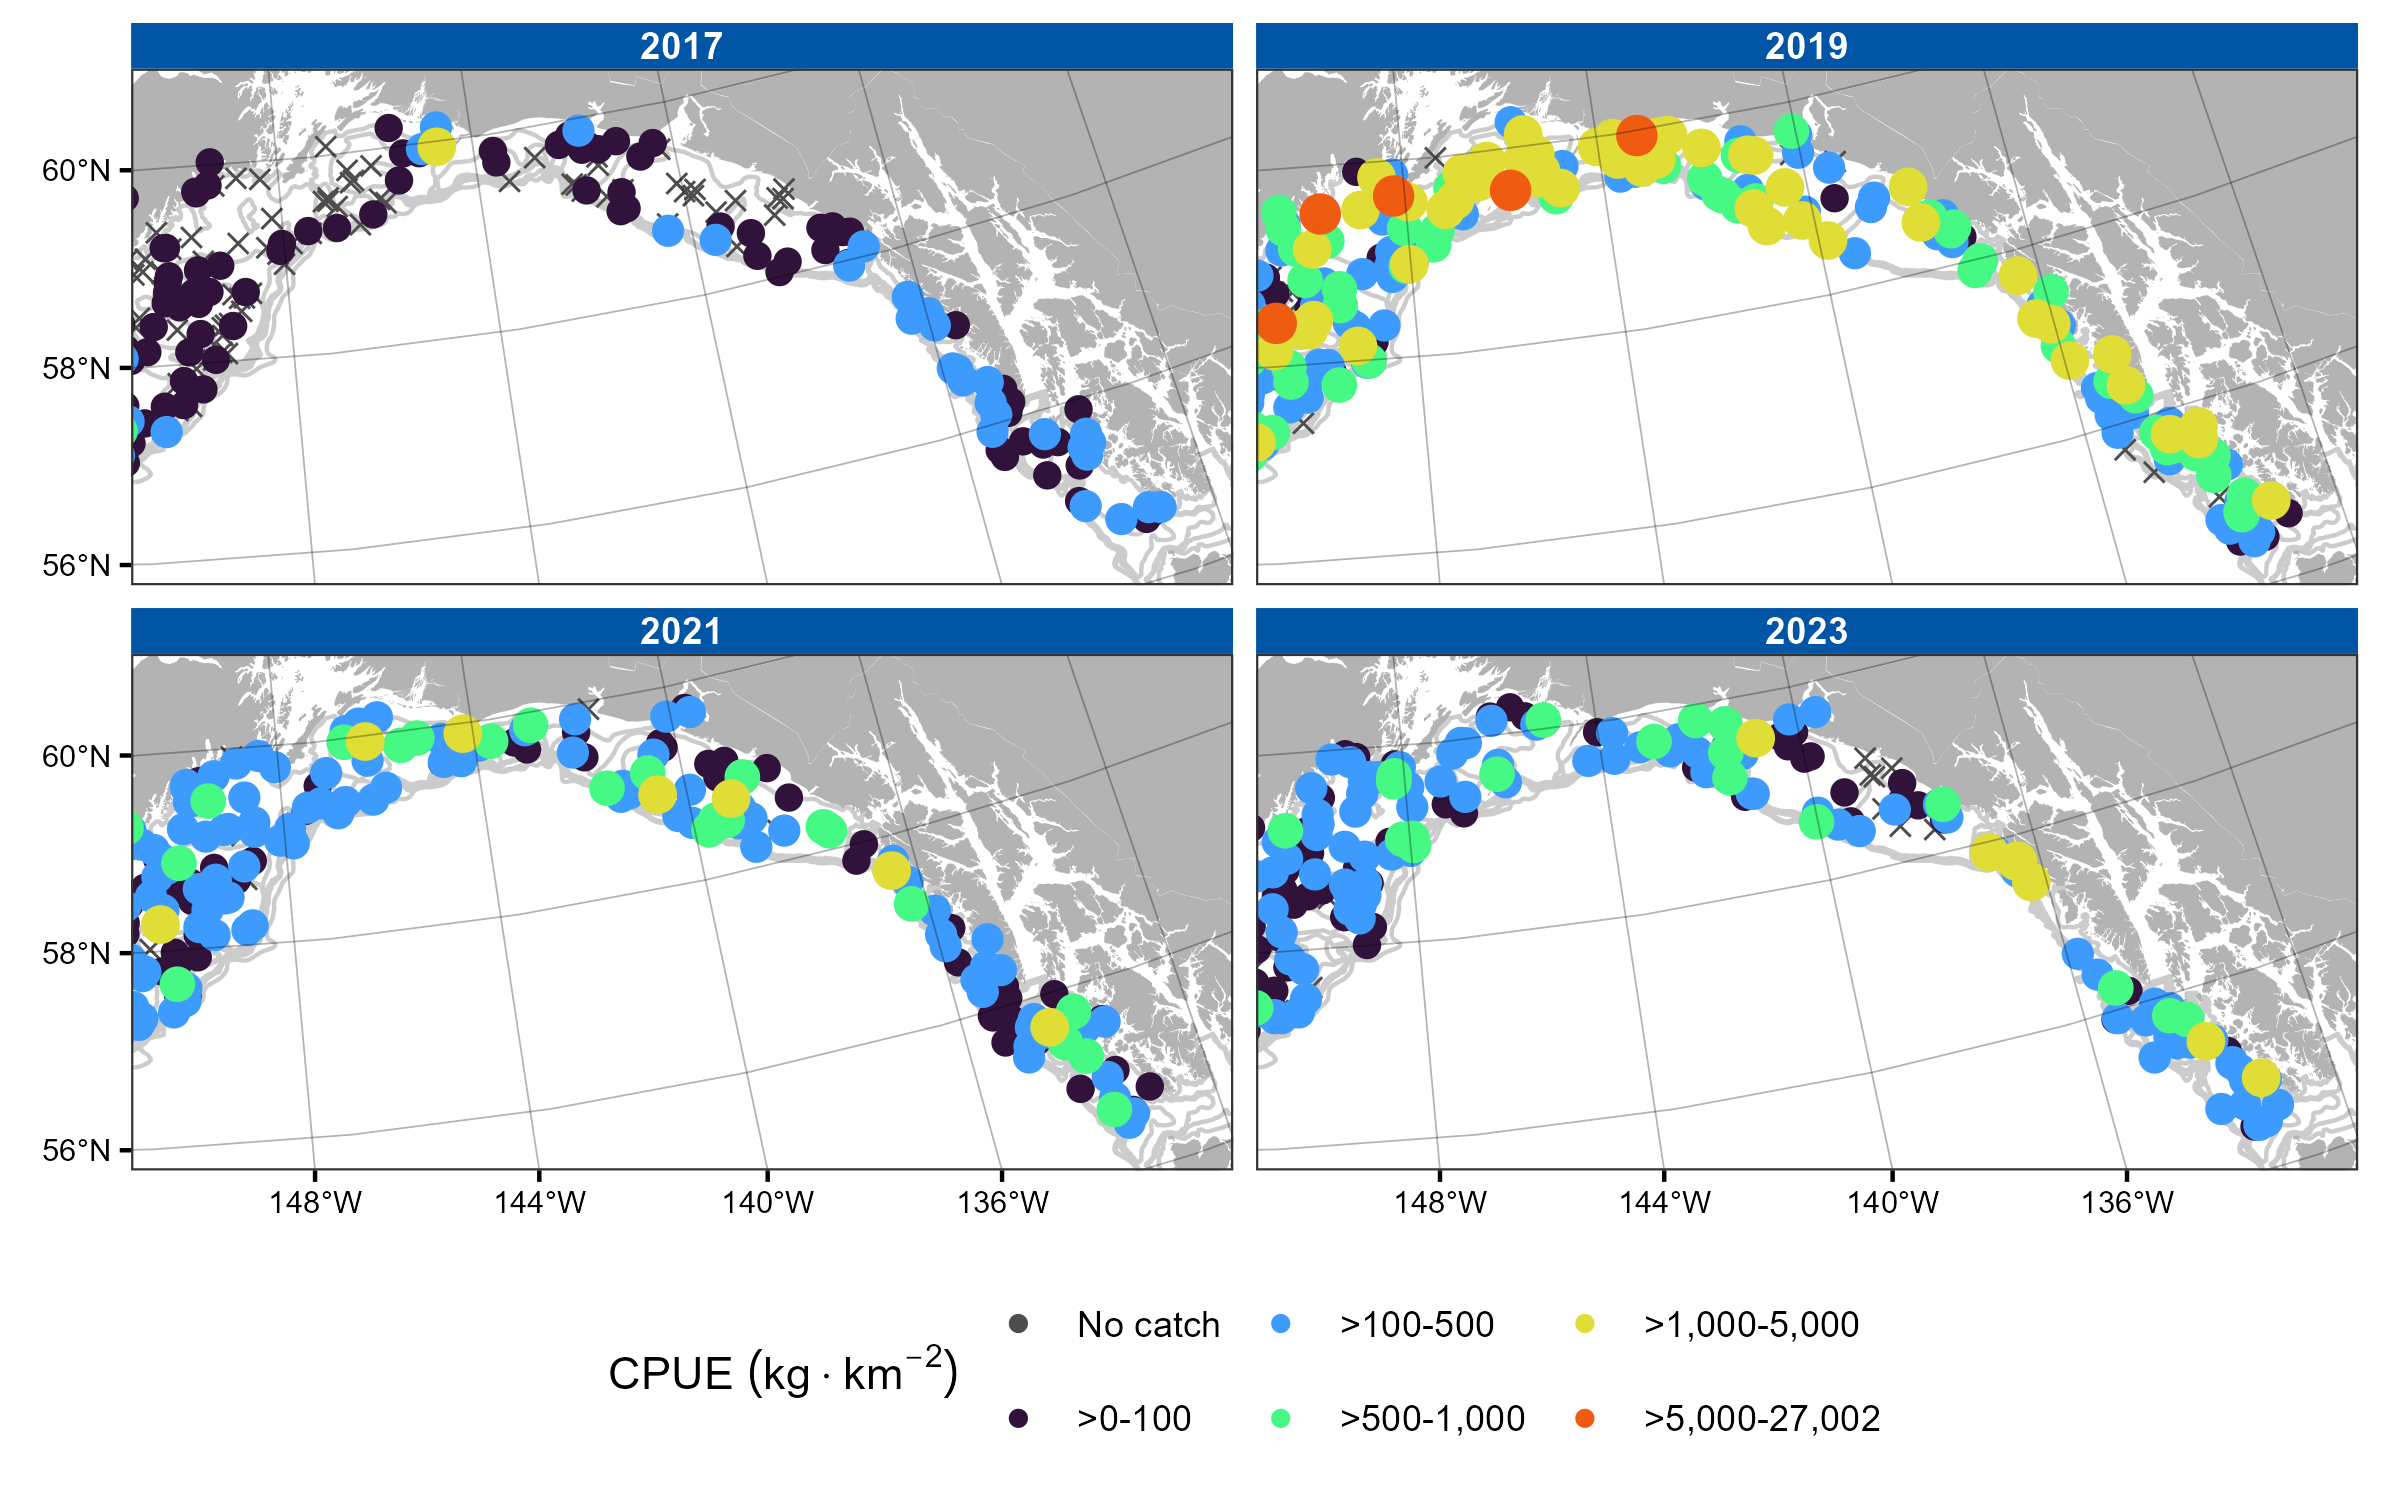 2017
2019
60°N
58°N
56°N
2021
2023
60°N
58°N
56°N
148°W 144°W 140°W 136°W
148°W 144°W 140°W 136°W
CPUE (kg · km⁻²)
No catch >100-500 >1,000-5,000
>0-100 >500-1,000 >5,000-27,002